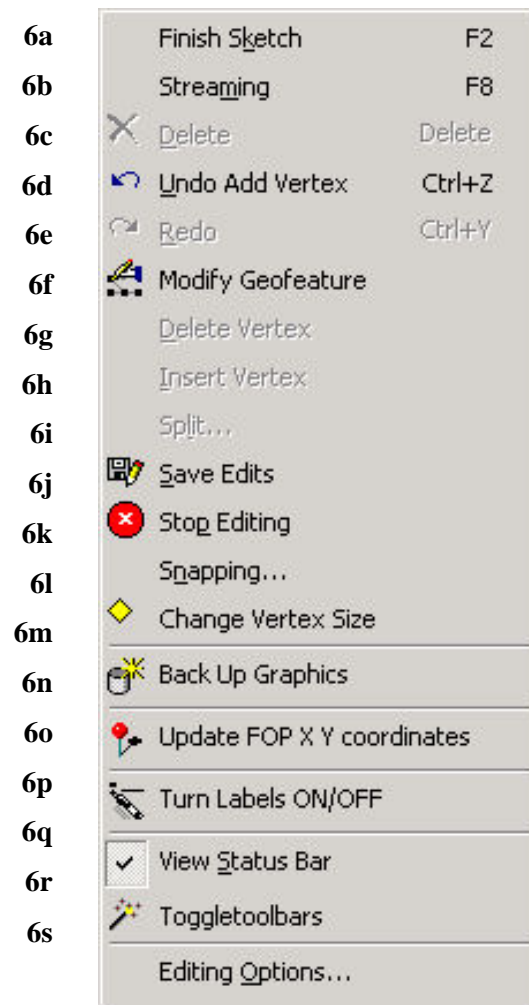 6a Finish Sketch F2
6b Streaming F8
6c Delete Delete
6d Undo Add Vertex Ctrl+Z
6e Redo Ctrl+Y
6f Modify Geofeature
6g Delete Vertex
6h Insert Vertex
6i Split...
6j Save Edits
6k Stop Editing
6l Snapping...
6m Change Vertex Size
6n Back Up Graphics
6o Update FOP X Y coordinates
6p Turn Labels ON/OFF
6q View Status Bar
6r Toggletoolbars
6s Editing Options...